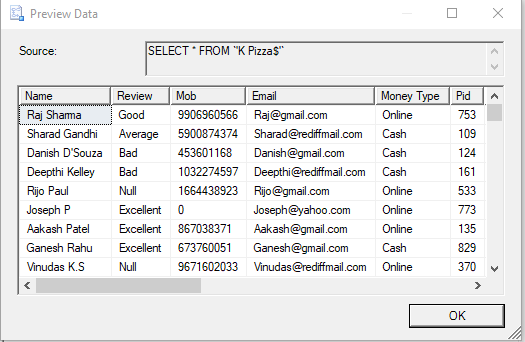 Preview Data
Source: SELECT * FROM `'K Pizza$'`
Name Review Mob Email Money Type Pid
Raj Sharma Good 9906960566 Raj@gmail.com Online 753
Sharad Gandhi Average 5900874374 Sharad@rediffmail.com Cash 109
Danish D'Souza Bad 453601168 Danish@gmail.com Cash 124
Deepthi Kelley Bad 1032274597 Deepthi@rediffmail.com Cash 161
Rijo Paul Null 1664438923 Rijo@gmail.com Online 533
Joseph P Excellent 0 Joseph@yahoo.com Online 773
Aakash Patel Excellent 867038371 Aakash@gmail.com Online 135
Ganesh Rahu Excellent 673760051 Ganesh@gmail.com Cash 829
Vinudas K.S Null 9671602033 Vinudas@rediffmail.com Online 370
OK